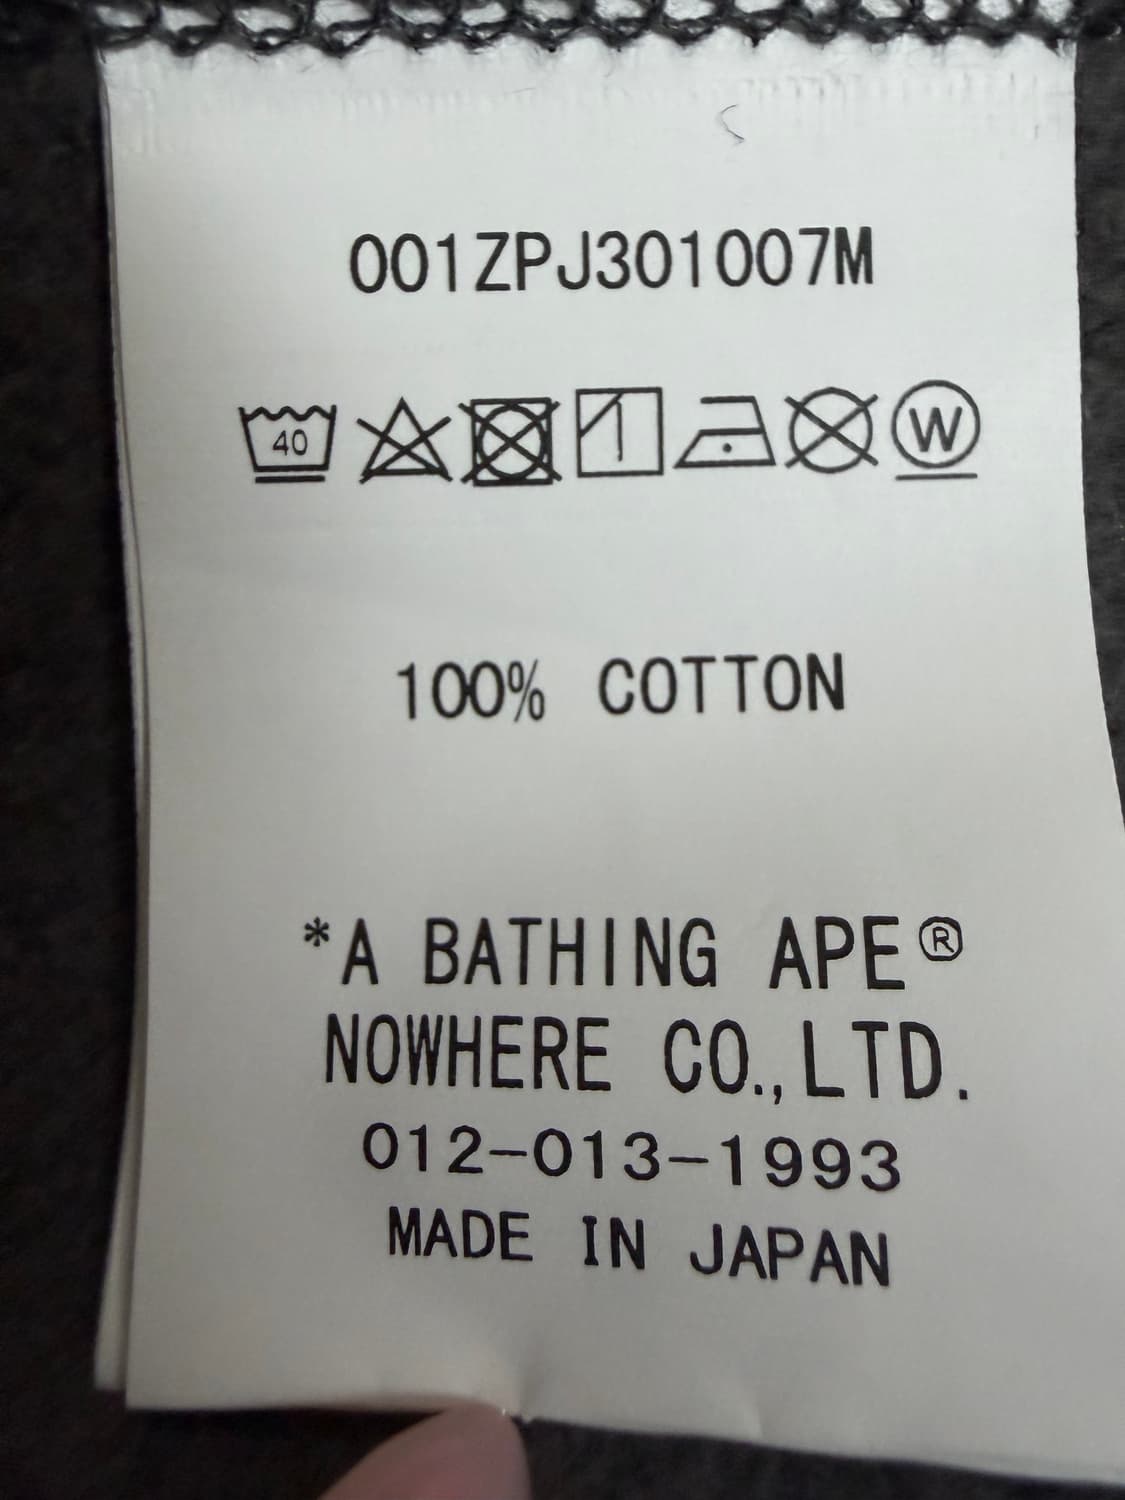 001ZPJ301007M
40 W
100% COTTON
*A BATHING APE®
NOWHERE CO.,LTD.
012-013-1993
MADE IN JAPAN